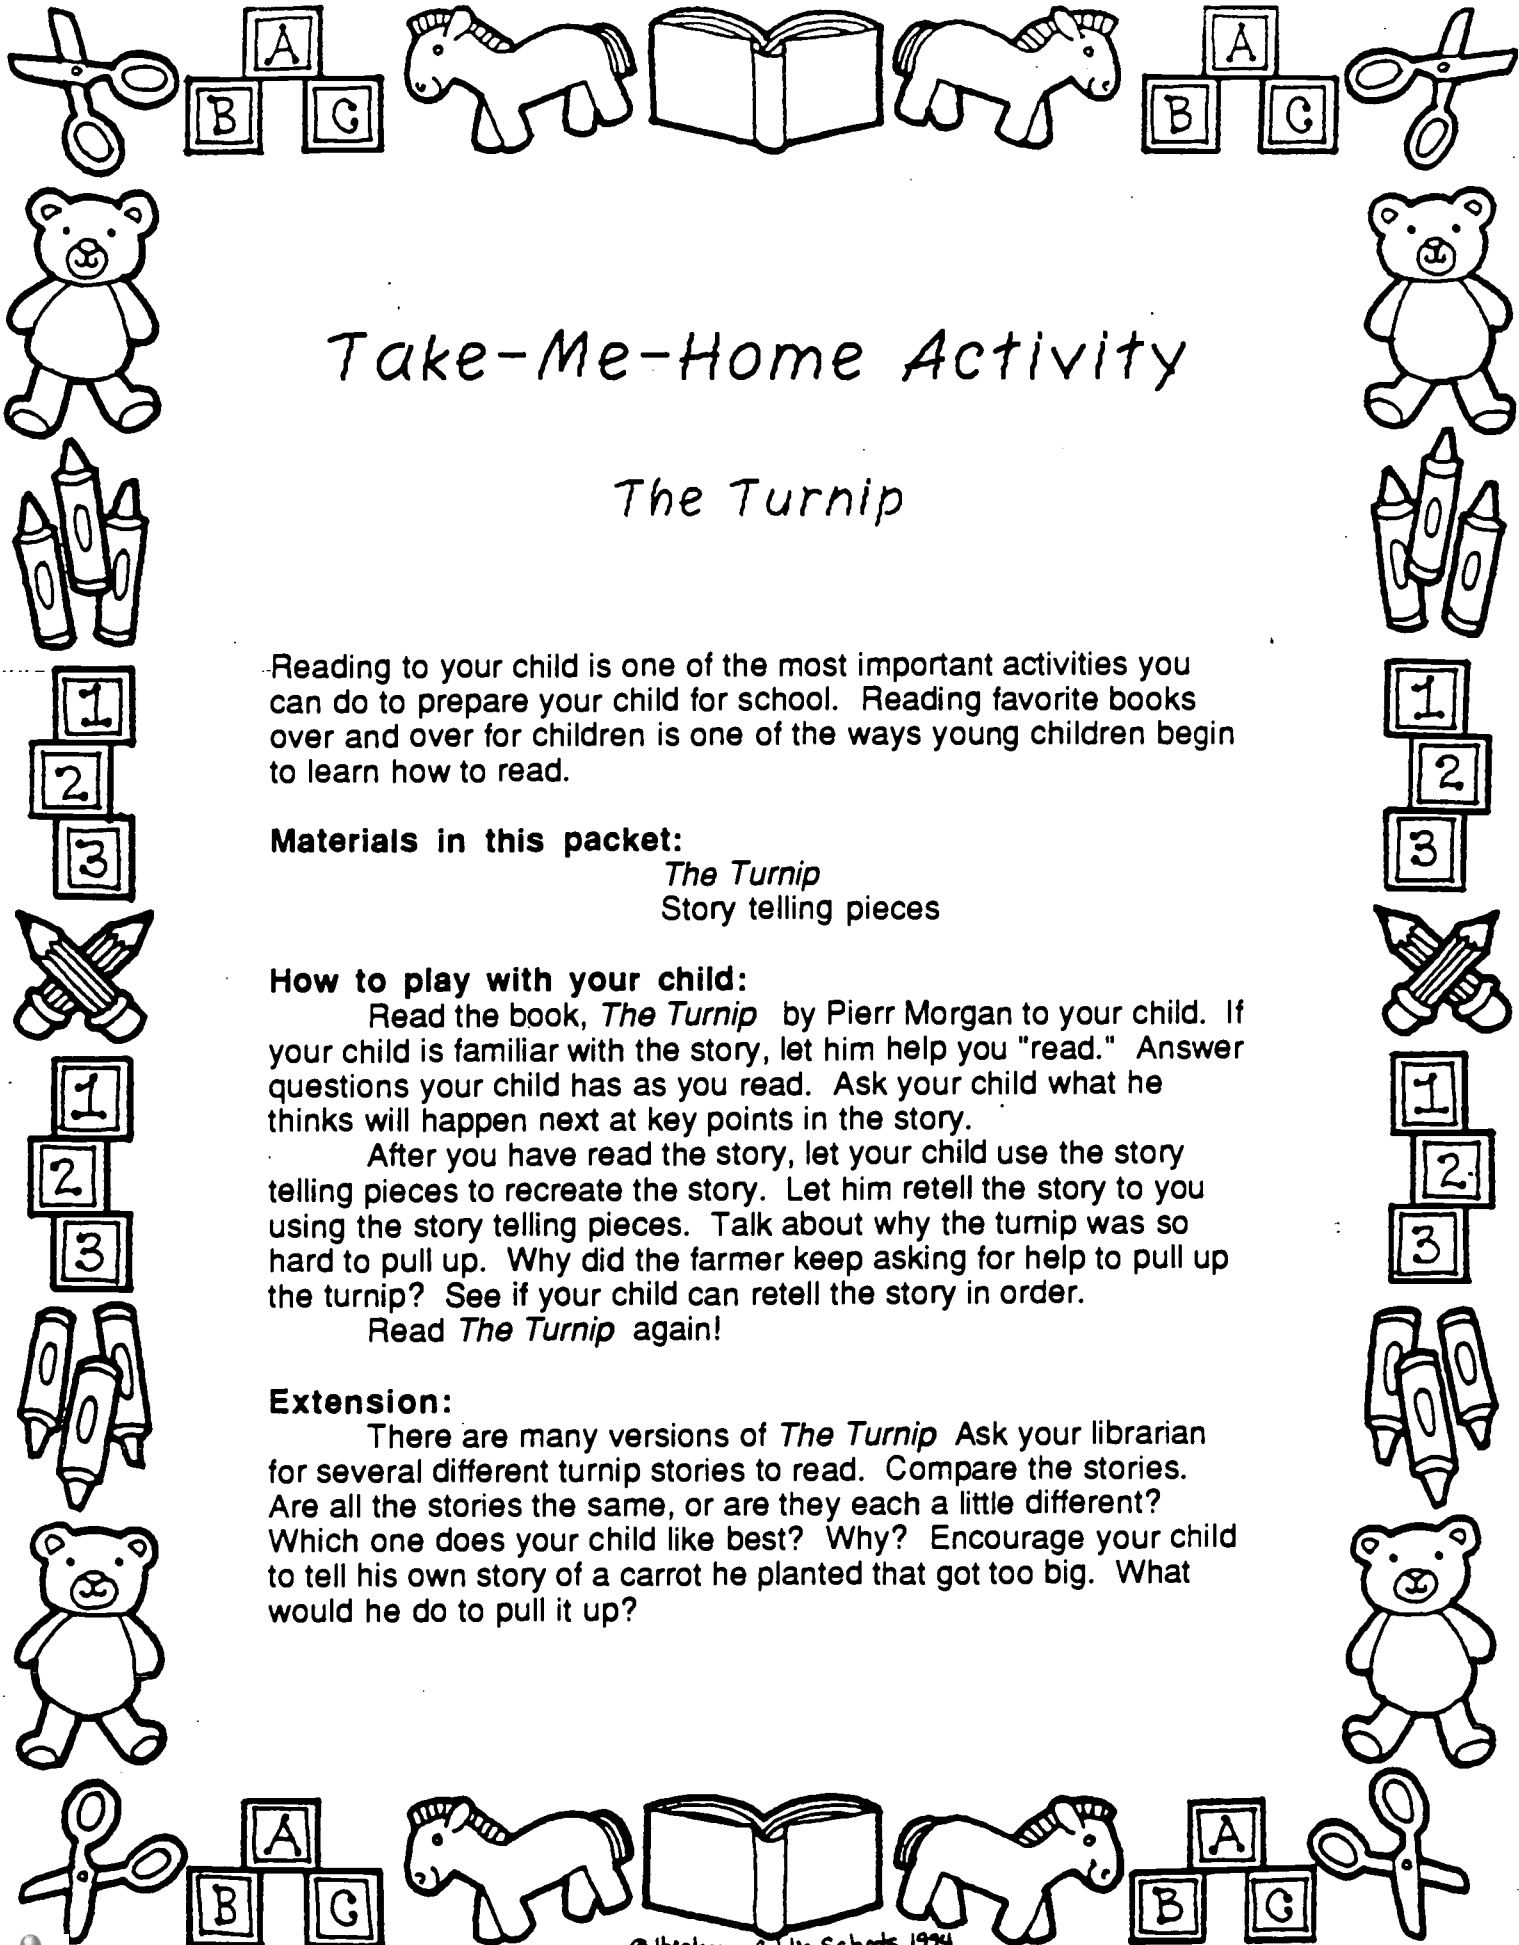 A
B C
A
B C
Take-Me-Home Activity
The Turnip
Reading to your child is one of the most important activities you
can do to prepare your child for school. Reading favorite books
over and over for children is one of the ways young children begin
to learn how to read.
Materials in this packet:
The Turnip
Story telling pieces
How to play with your child:
Read the book, The Turnip by Pierr Morgan to your child. If
your child is familiar with the story, let him help you "read." Answer
questions your child has as you read. Ask your child what he
thinks will happen next at key points in the story.
After you have read the story, let your child use the story
telling pieces to recreate the story. Let him retell the story to you
using the story telling pieces. Talk about why the turnip was so
hard to pull up. Why did the farmer keep asking for help to pull up
the turnip? See if your child can retell the story in order.
Read The Turnip again!
Extension:
There are many versions of The Turnip Ask your librarian
for several different turnip stories to read. Compare the stories.
Are all the stories the same, or are they each a little different?
Which one does your child like best? Why? Encourage your child
to tell his own story of a carrot he planted that got too big. What
would he do to pull it up?
1
2
3
1
2
3
1
2
3
1
2
3
A
B C
A
B C
Schools 1994